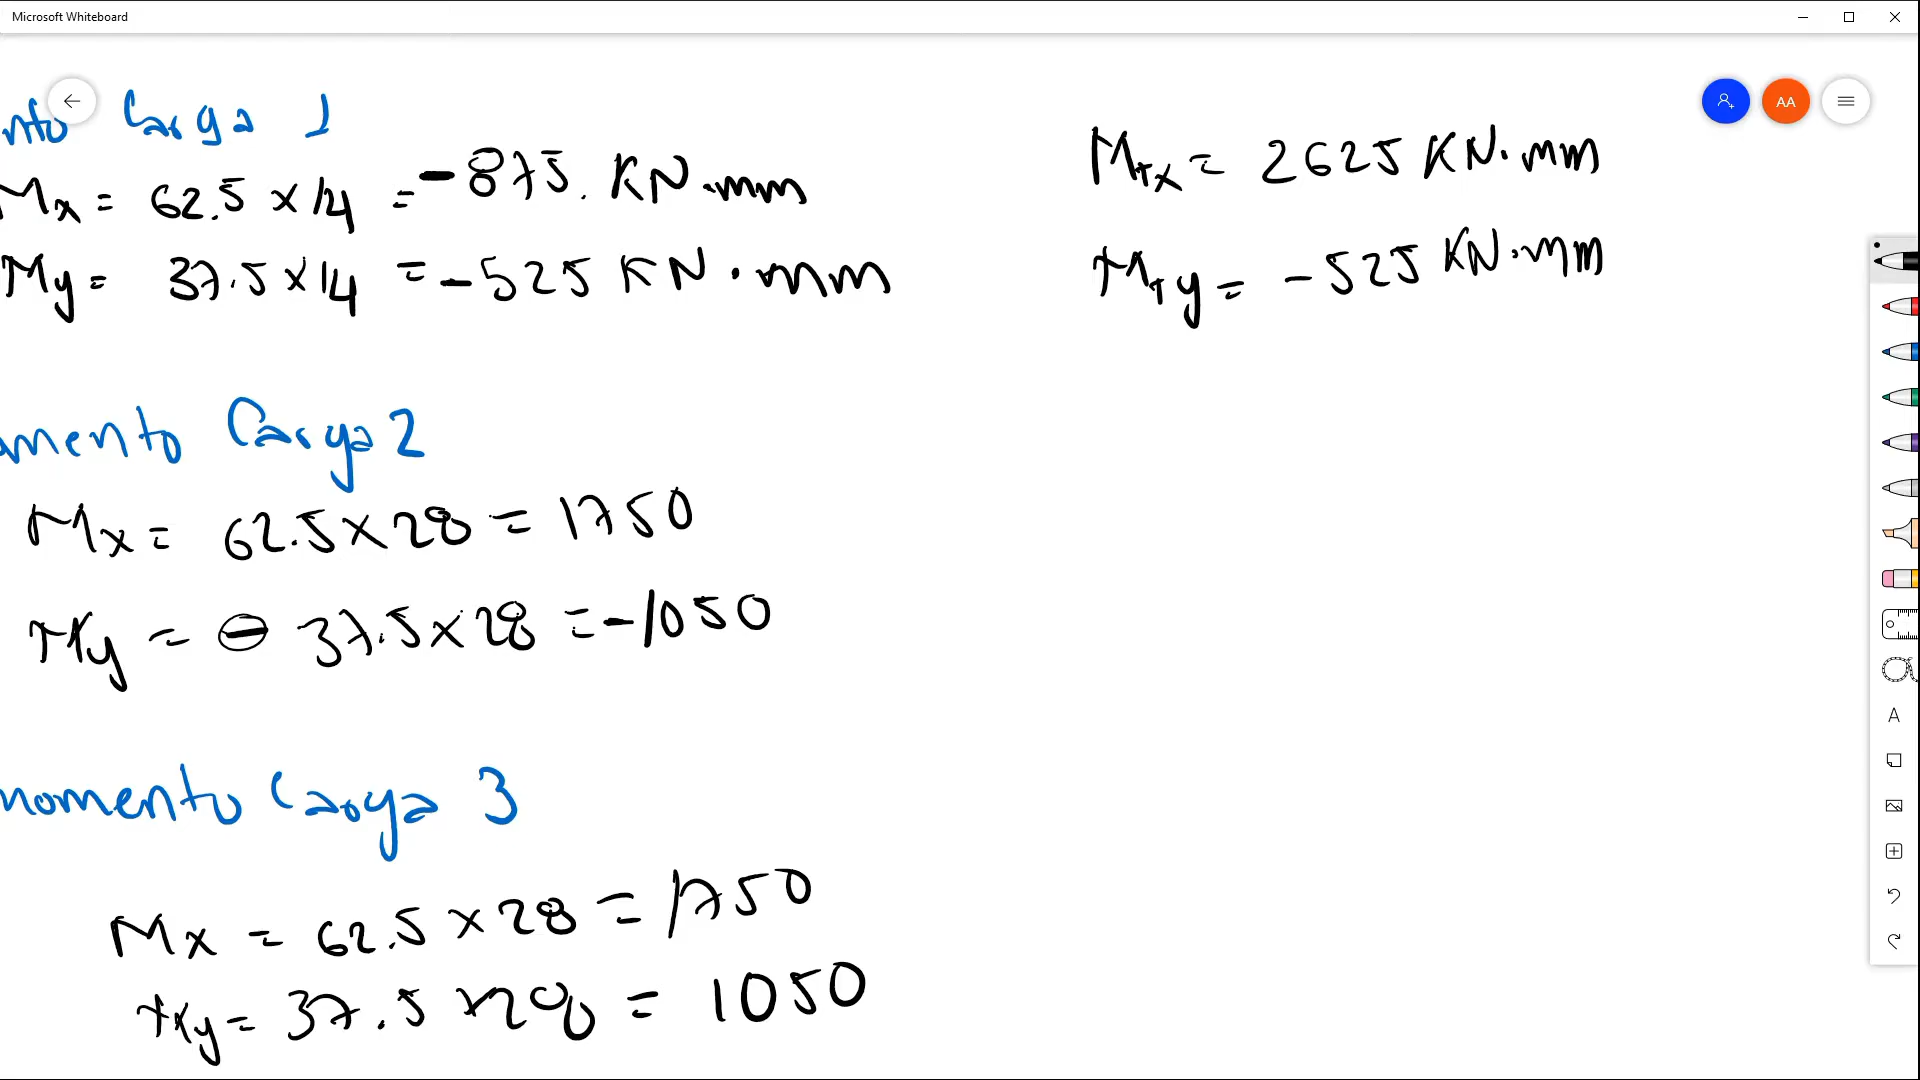 Microsoft Whiteboard
nto Carga 1
Mx = 62.5 x 14 = -875. KN.mm
My = 37.5 x 14 = -525 KN.mm
MTx = 2625 KN.mm
MTy = -525 KN.mm
AA
amento Carga 2
Mx = 62.5 x 28 = 1750
My = - 37.5 x 28 = -1050
momento Carga 3
Mx = 62.5 x 28 = 1750
My = 37.5 x 28 = 1050
A